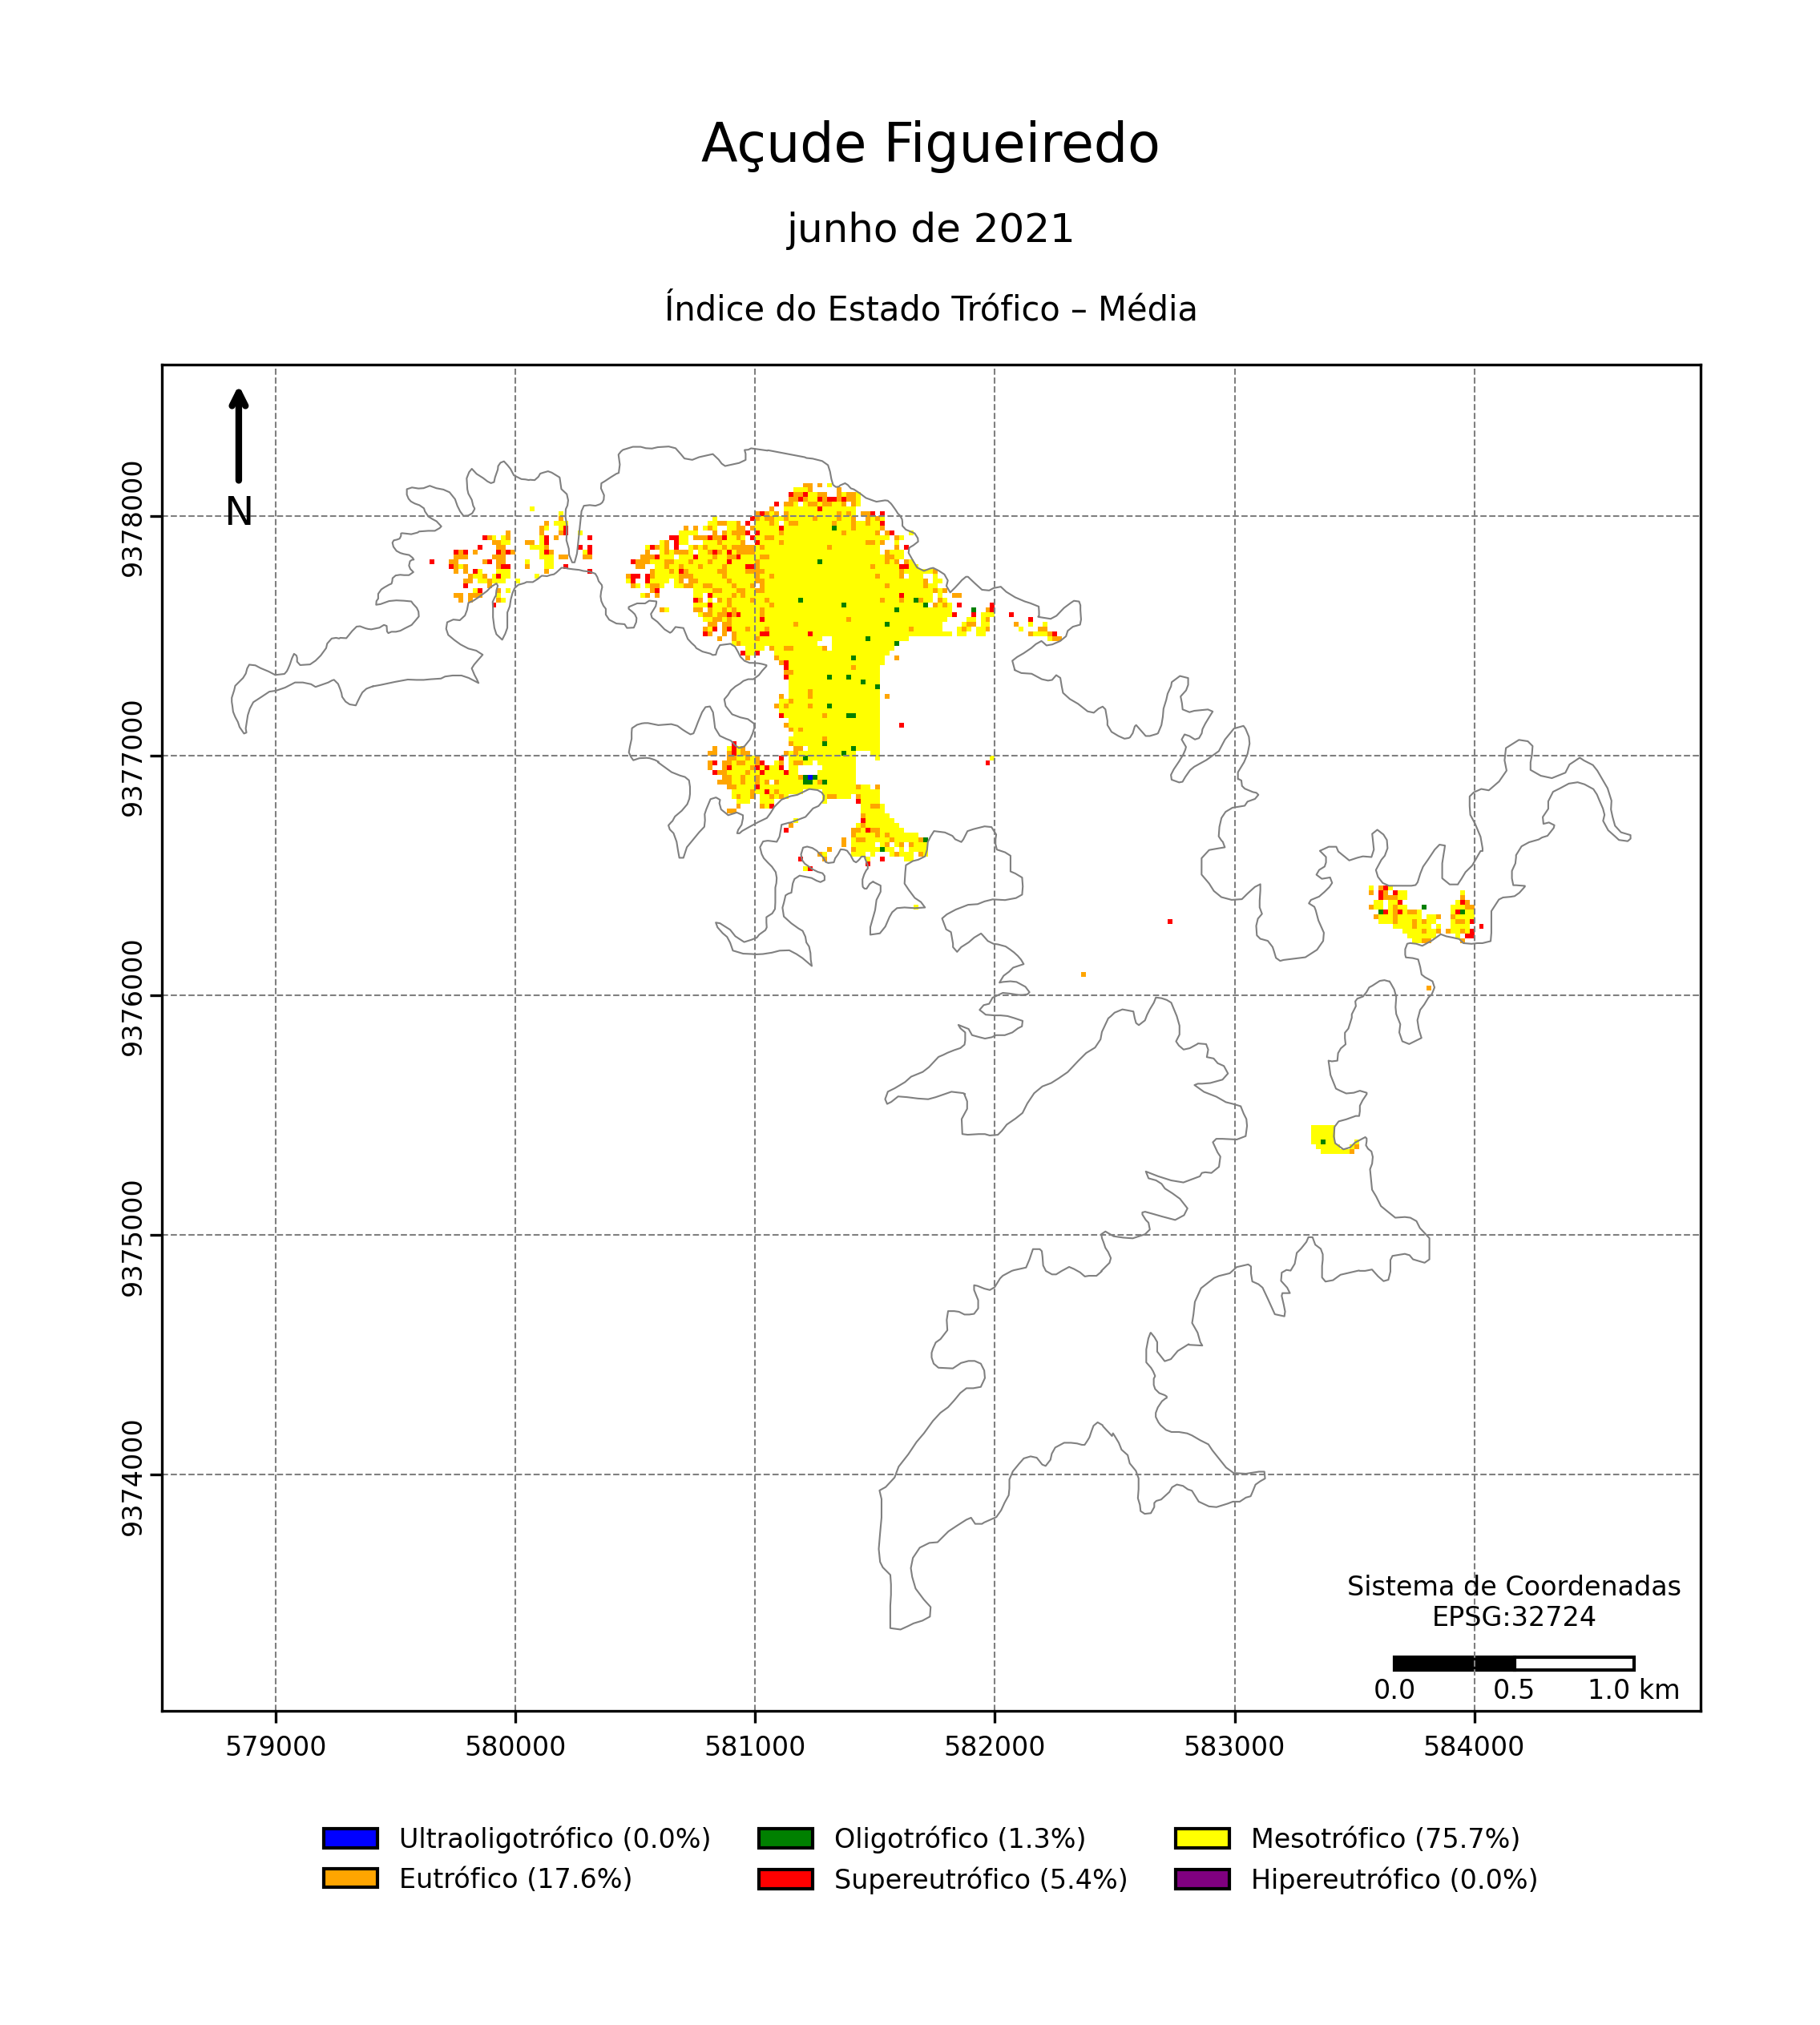 Açude Figueiredo
junho de 2021
Índice do Estado Trófico – Média
N
9378000
9377000
9376000
9375000
9374000
Sistema de Coordenadas
EPSG:32724
0.0 0.5 1.0 km
579000 580000 581000 582000 583000 584000
Ultraoligotrófico (0.0%) Oligotrófico (1.3%) Mesotrófico (75.7%)
Eutrófico (17.6%) Supereutrófico (5.4%) Hipereutrófico (0.0%)